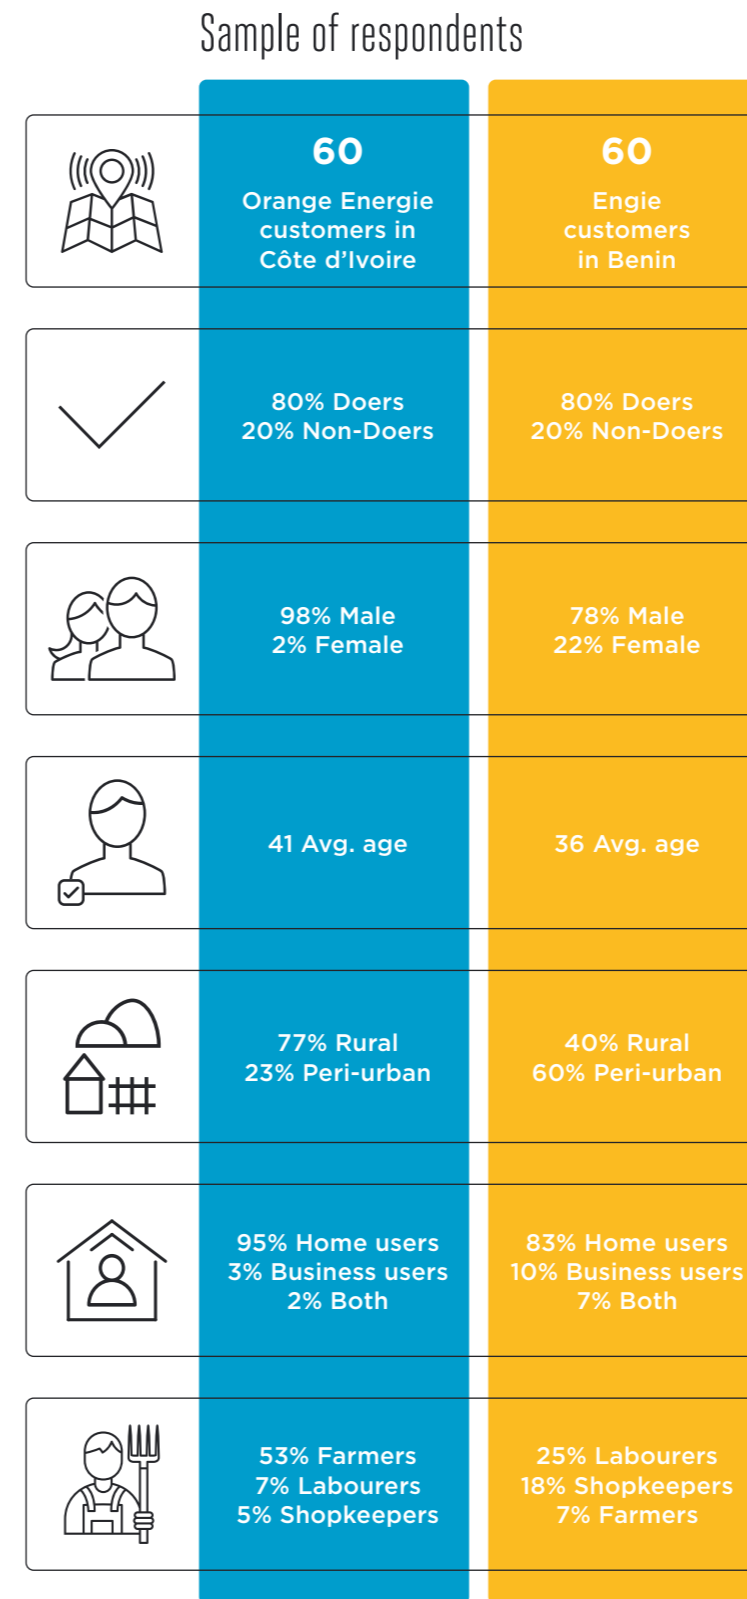 Sample of respondents
60
Orange Energie
customers in
Côte d’Ivoire
60
Engie
customers
in Benin
80% Doers
20% Non-Doers
80% Doers
20% Non-Doers
98% Male
2% Female
78% Male
22% Female
41 Avg. age
36 Avg. age
77% Rural
23% Peri-urban
40% Rural
60% Peri-urban
95% Home users
3% Business users
2% Both
83% Home users
10% Business users
7% Both
53% Farmers
7% Labourers
5% Shopkeepers
25% Labourers
18% Shopkeepers
7% Farmers